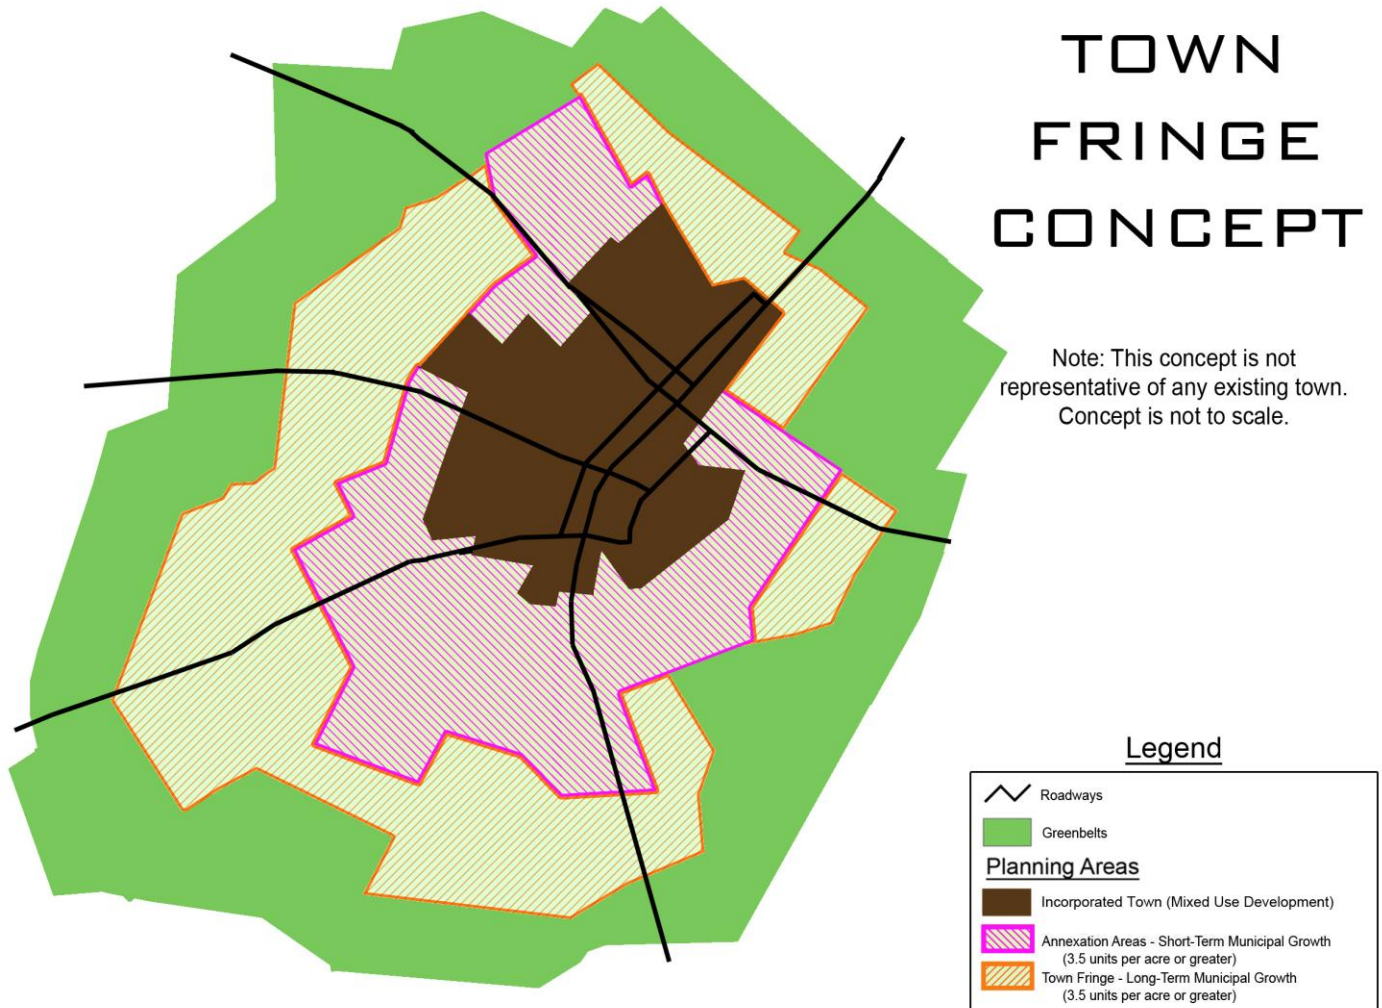 TOWN
FRINGE
CONCEPT
Note: This concept is not
representative of any existing town.
Concept is not to scale.
Legend
Roadways
Greenbelts
Planning Areas
Incorporated Town (Mixed Use Development)
Annexation Areas - Short-Term Municipal Growth
(3.5 units per acre or greater)
Town Fringe - Long-Term Municipal Growth
(3.5 units per acre or greater)